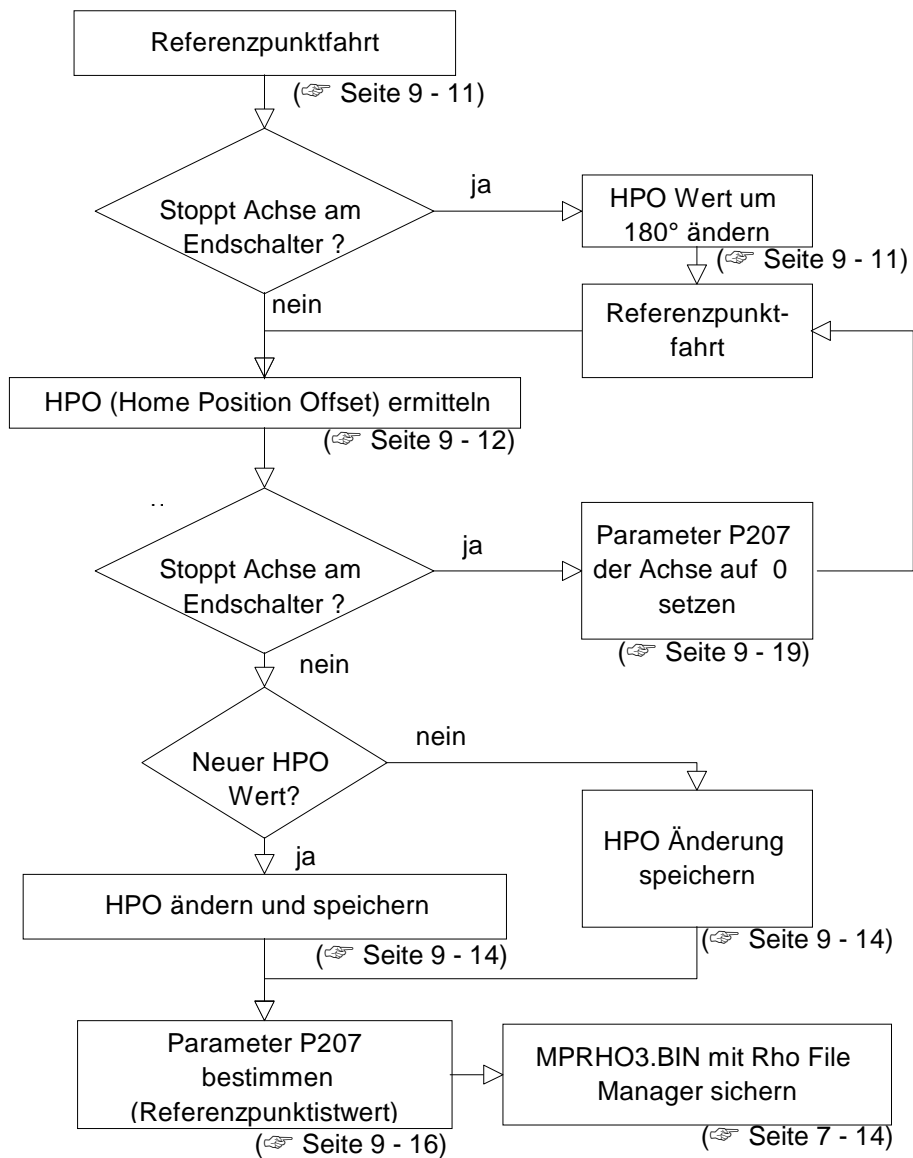 Referenzpunktfahrt
(☞ Seite 9 - 11)
Stoppt Achse am
Endschalter ?
ja
HPO Wert um
180° ändern
(☞ Seite 9 - 11)
nein
Referenzpunkt-
fahrt
HPO (Home Position Offset) ermitteln
(☞ Seite 9 - 12)
Stoppt Achse am
Endschalter ?
ja
Parameter P207
der Achse auf 0
setzen
(☞ Seite 9 - 19)
nein
Neuer HPO
Wert?
nein
HPO Änderung
speichern
(☞ Seite 9 - 14)
ja
HPO ändern und speichern
(☞ Seite 9 - 14)
Parameter P207
bestimmen
(Referenzpunktistwert)
(☞ Seite 9 - 16)
MPRHO3.BIN mit Rho File
Manager sichern
(☞ Seite 7 - 14)